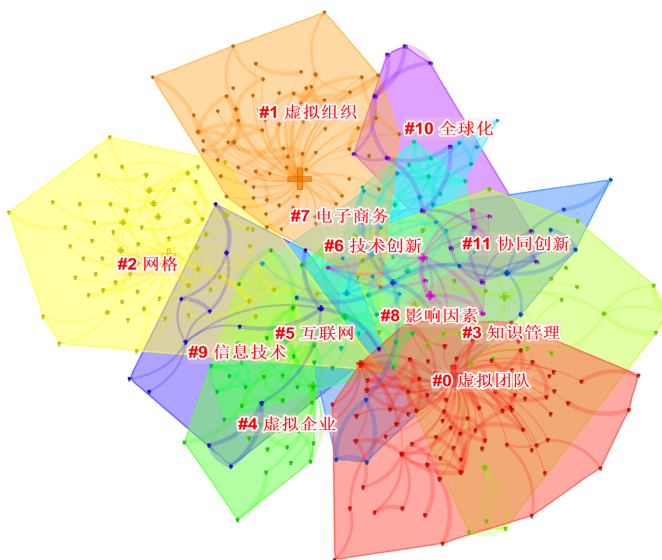 #1 虚拟组织
#10 全球化
#7 电子商务
#6 技术创新
#11 协同创新
#2 网格
#8 影响因素
#5 互联网
#3 知识管理
#9 信息技术
#0 虚拟团队
#4 虚拟企业